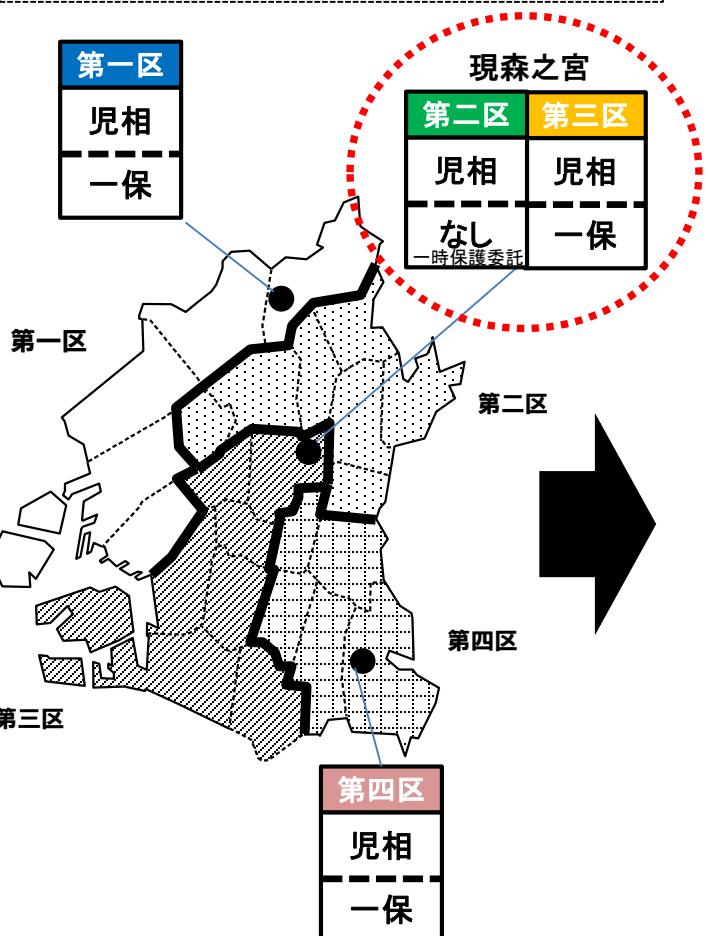 第一区
児相
一保
現森之宮
第二区 第三区
児相 児相
なし 一保
一時保護委託
第一区
第二区
第四区
第三区
第四区
児相
一保